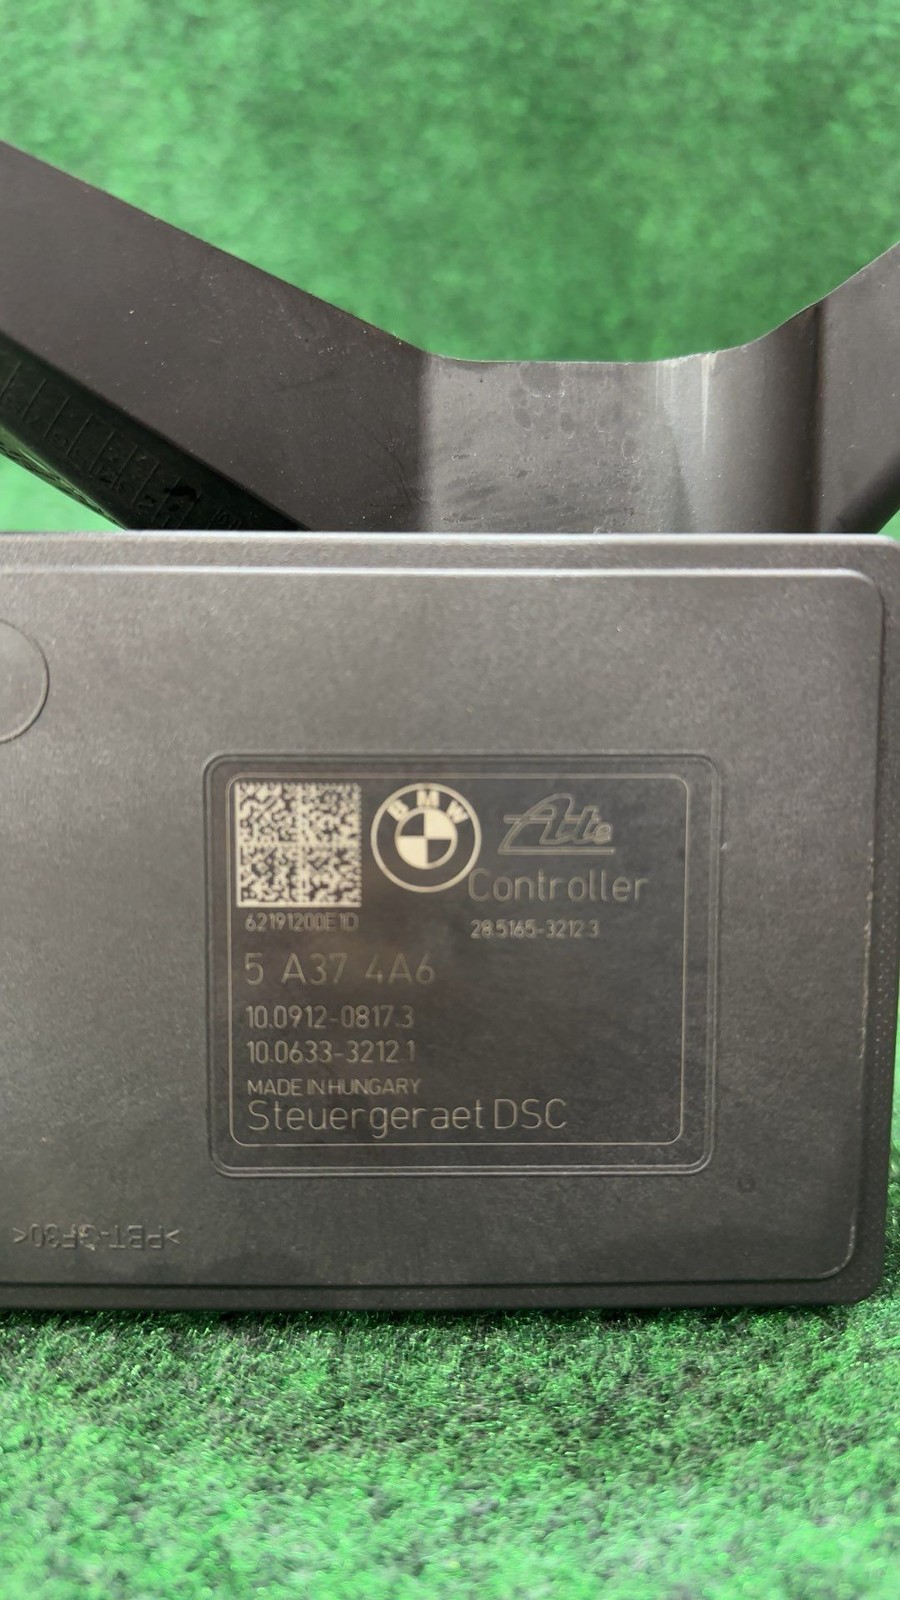 BMW
Ate
Controller
62191200E1D
28.5165-3212.3
5 A37 4A6
10.0912-0817.3
10.0633-3212.1
MADE IN HUNGARY
Steuergeraet DSC
>PBT-GF30<